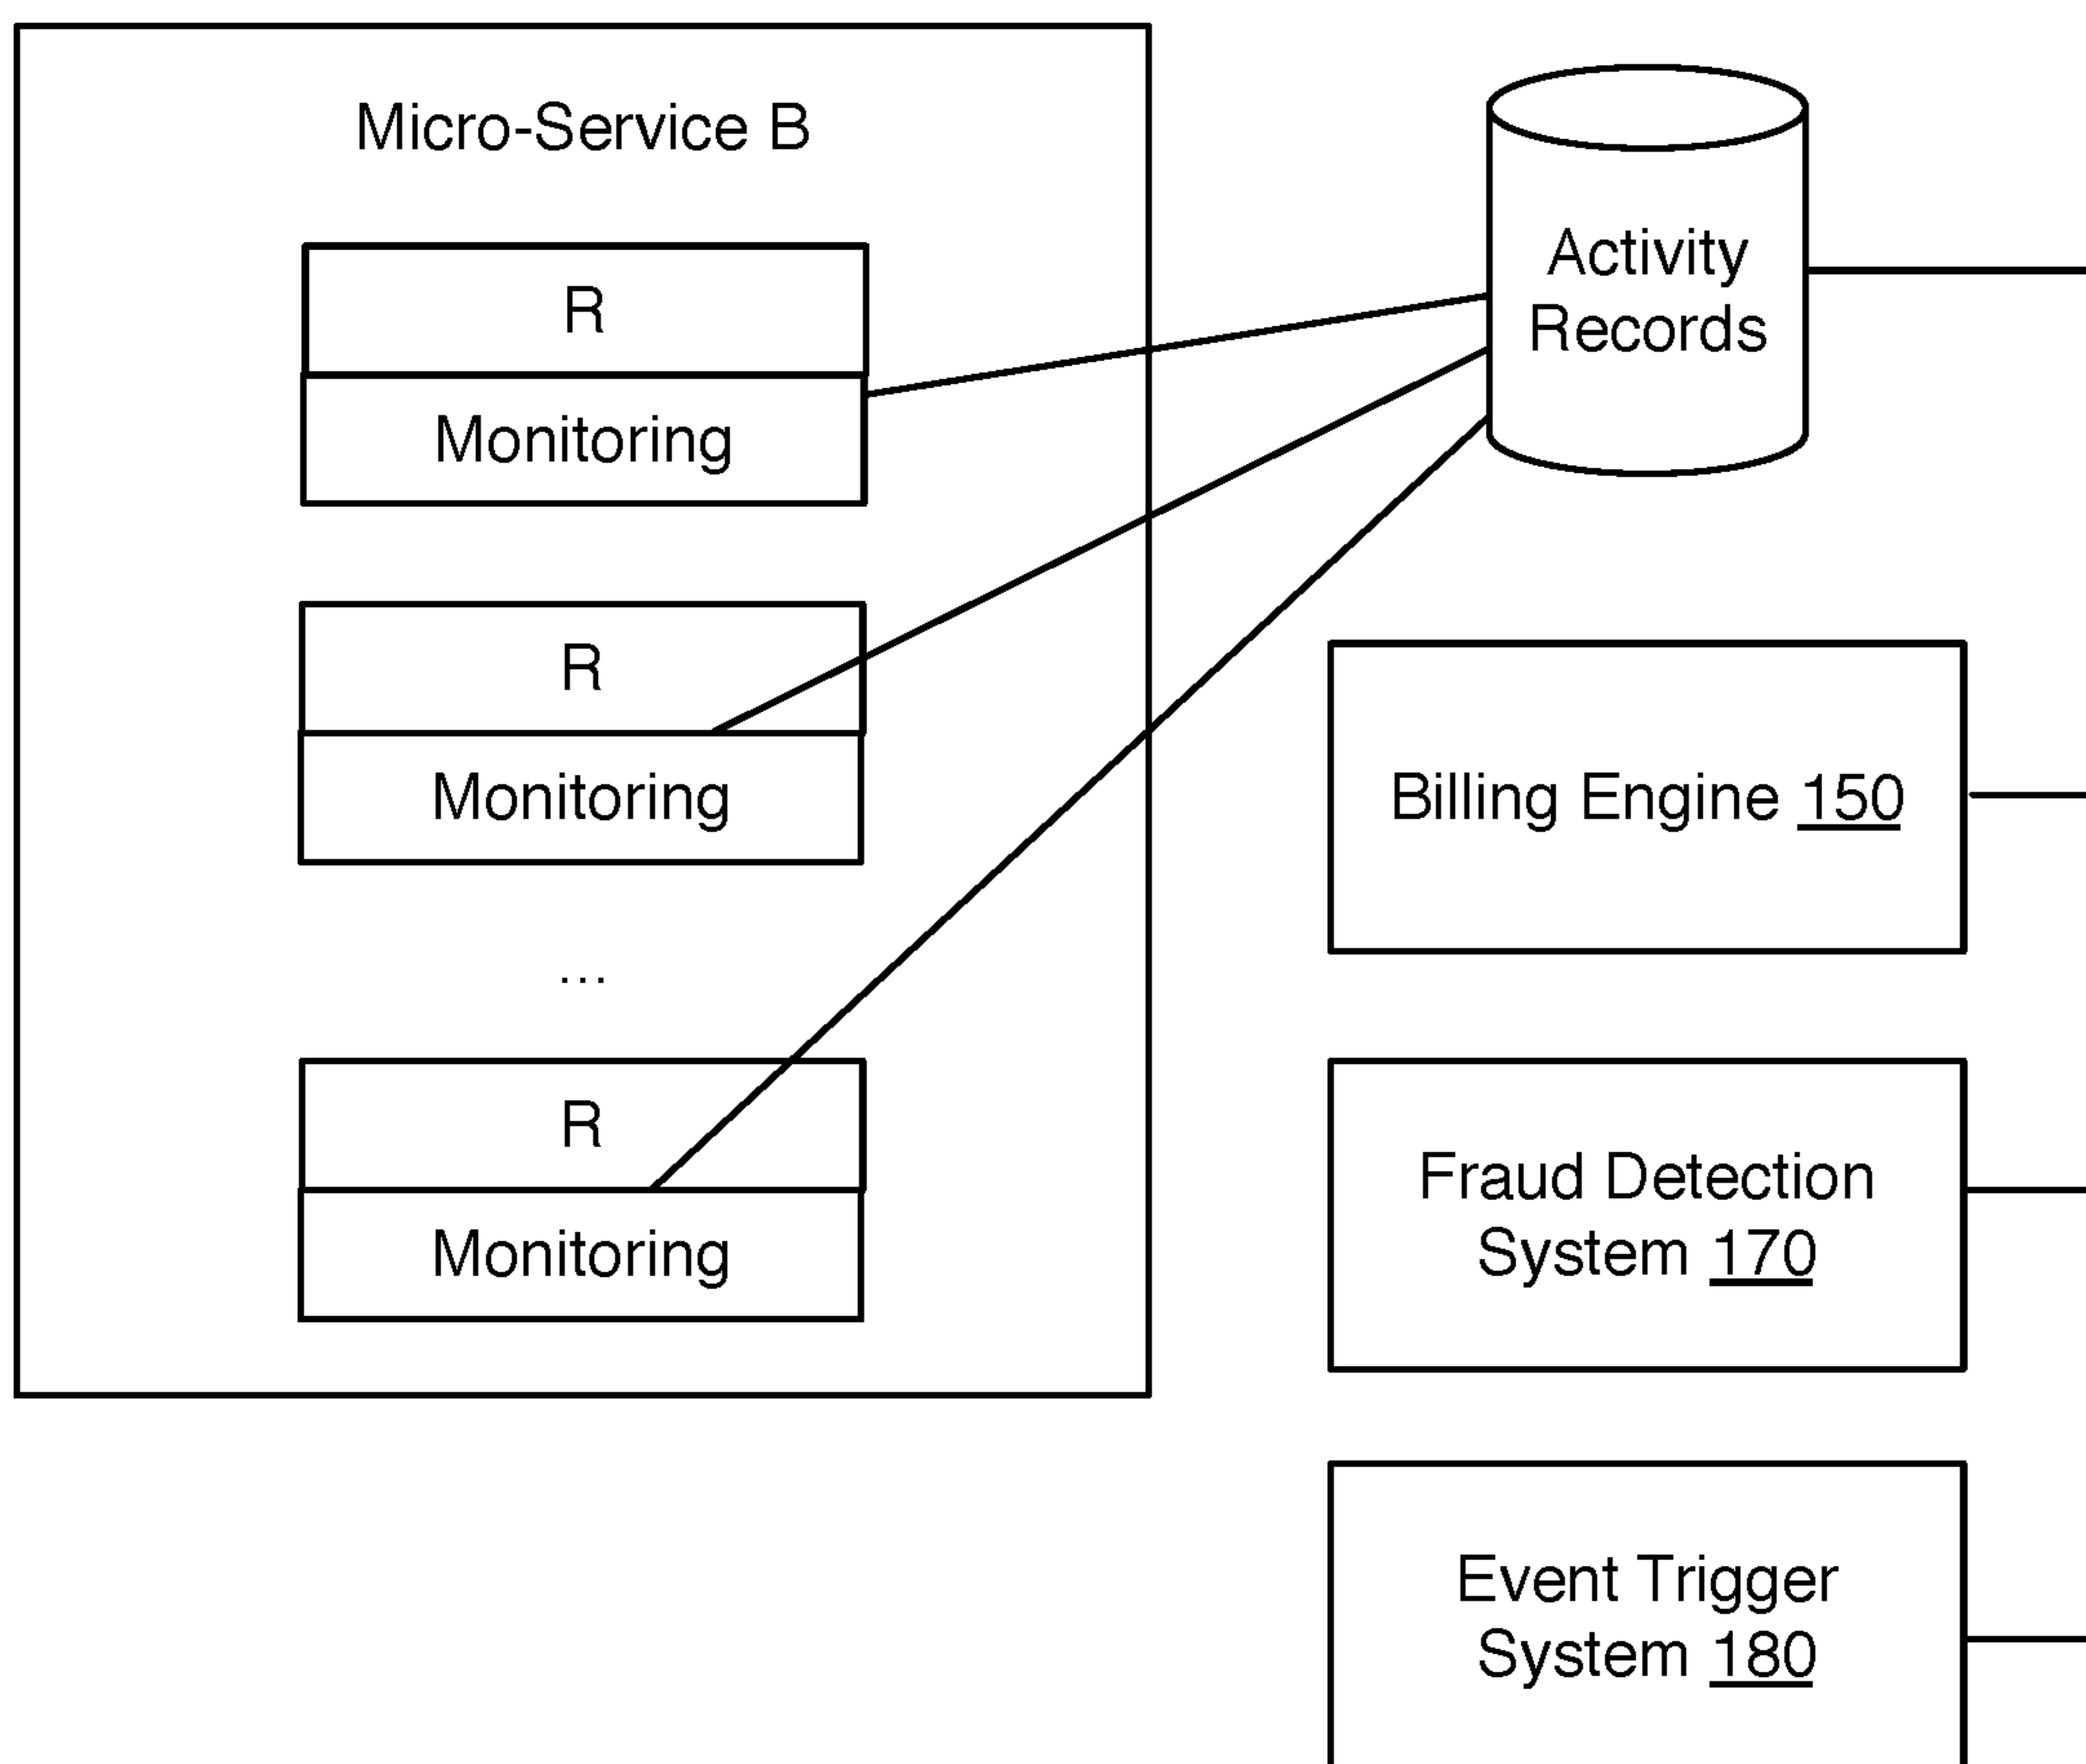 Micro-Service B
R
Monitoring
R
Monitoring
...
R
Monitoring
Activity
Records
Billing Engine 150
Fraud Detection
System 170
Event Trigger
System 180